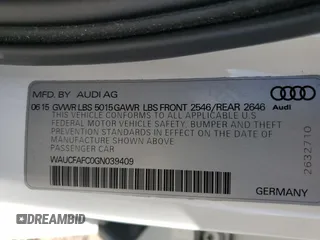 MFD. BY AUDI AG
06 15 GVWR LBS 5015 GAWR LBS FRONT 2546/REAR 2646
THIS VEHICLE CONFORMS TO ALL APPLICABLE U.S.
FEDERAL MOTOR VEHICLE SAFETY, BUMPER AND THEFT
PREVENTION STANDARDS IN EFFECT ON THE DATE OF
MANUFACTURE SHOWN ABOVE.
PASSENGER CAR
WAUCFAFC0GN039409
GERMANY
Audi
2632710
© DIAMOND BID